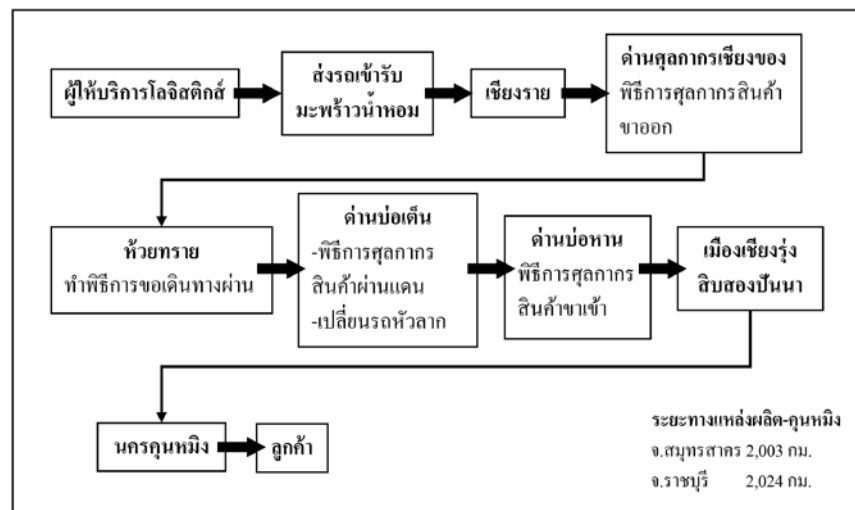 ผู้ให้บริการโลจิสติกส์
ส่งรถเข้ารับ
มะพร้าวน้ำหอม
เชียงราย
ด่านศุลกากรเชียงของ
พิธีการศุลกากรสินค้า
ขาออก
ห้วยทราย
ทำพิธีการขอเดินทางผ่าน
ด่านบ่อเต็น
-พิธีการศุลกากร
สินค้าผ่านแดน
-เปลี่ยนรถหัวลาก
ด่านบ่อหาน
พิธีการศุลกากร
สินค้าขาเข้า
เมืองเชียงรุ่ง
สิบสองปันนา
นครคุนหมิง
ลูกค้า
ระยะทางแหล่งผลิต-คุนหมิง
จ.สมุทรสาคร 2,003 กม.
จ.ราชบุรี 2,024 กม.